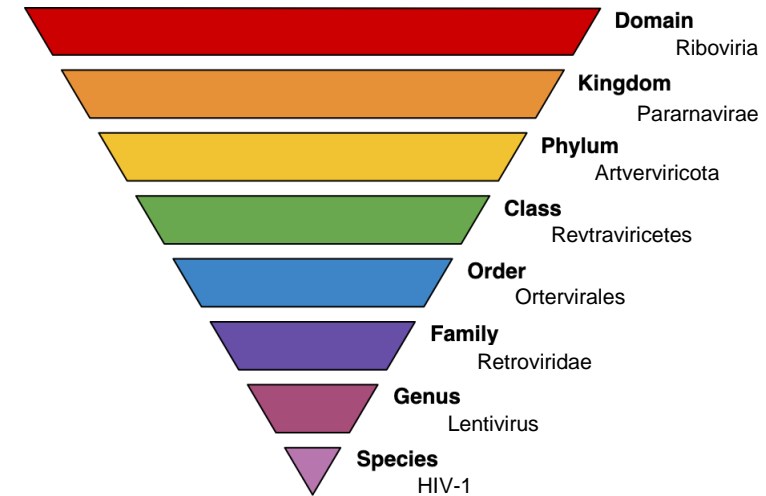 Domain
Riboviria
Kingdom
Pararnavirae
Phylum
Artverviricota
Class
Revtraviricetes
Order
Ortervirales
Family
Retroviridae
Genus
Lentivirus
Species
HIV-1